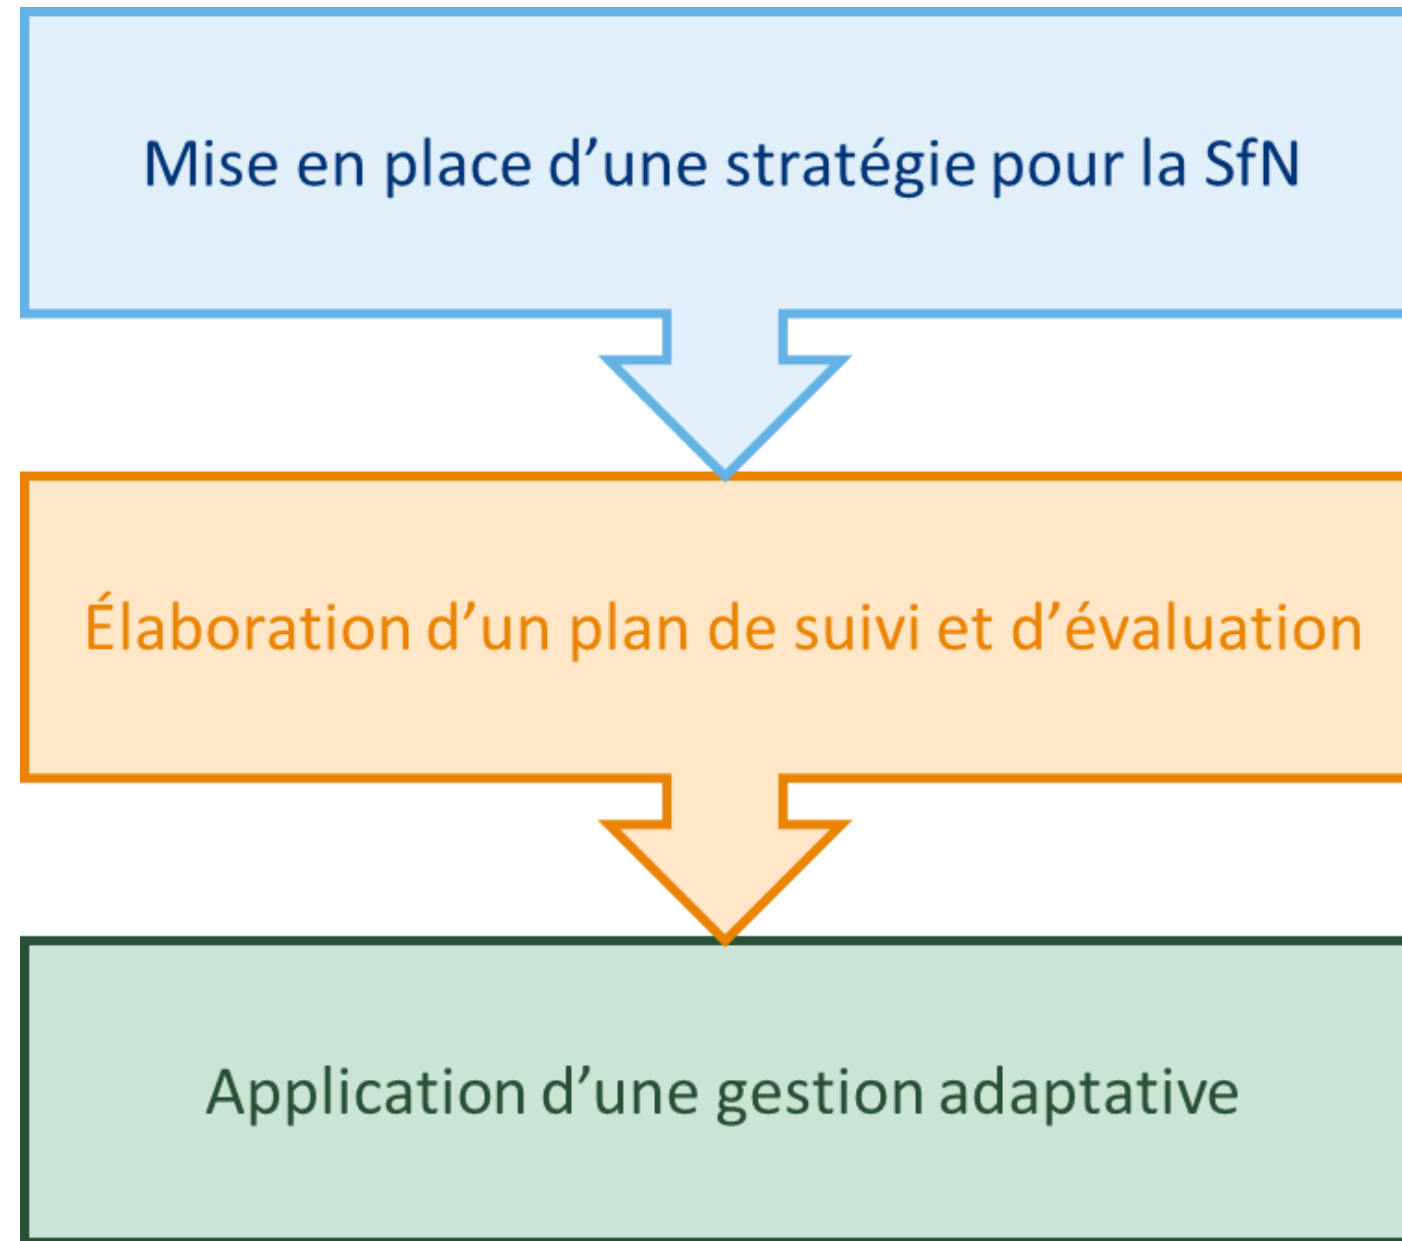 Mise en place d’une stratégie pour la SfN
Élaboration d’un plan de suivi et d’évaluation
Application d’une gestion adaptative